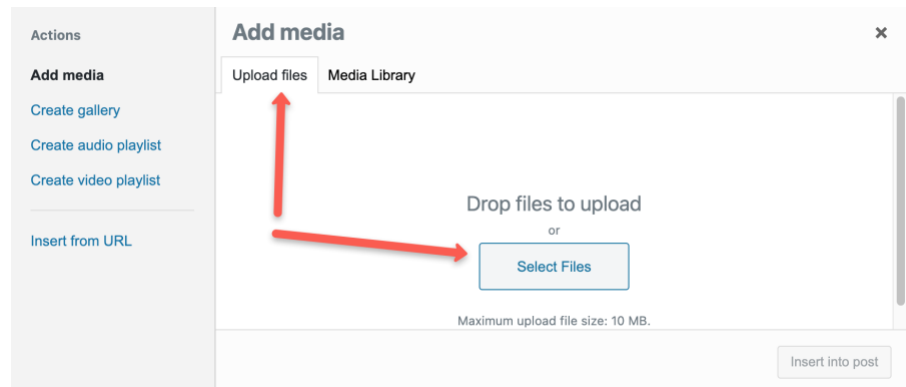 Actions
Add media
Create gallery
Create audio playlist
Create video playlist
Insert from URL
Add media
Upload files
Media Library
Drop files to upload
or
Select Files
Maximum upload file size: 10 MB.
Insert into post